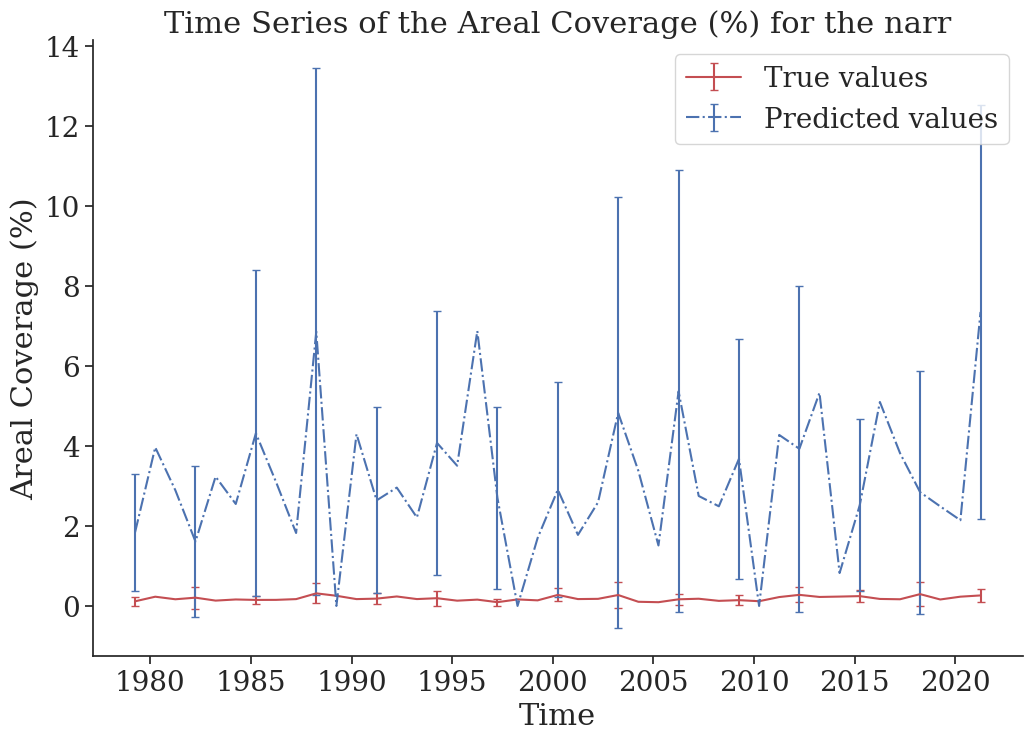 Time Series of the Areal Coverage (%) for the narr
True values
Predicted values
Areal Coverage (%)
14
12
10
8
6
4
2
0
1980 1985 1990 1995 2000 2005 2010 2015 2020
Time